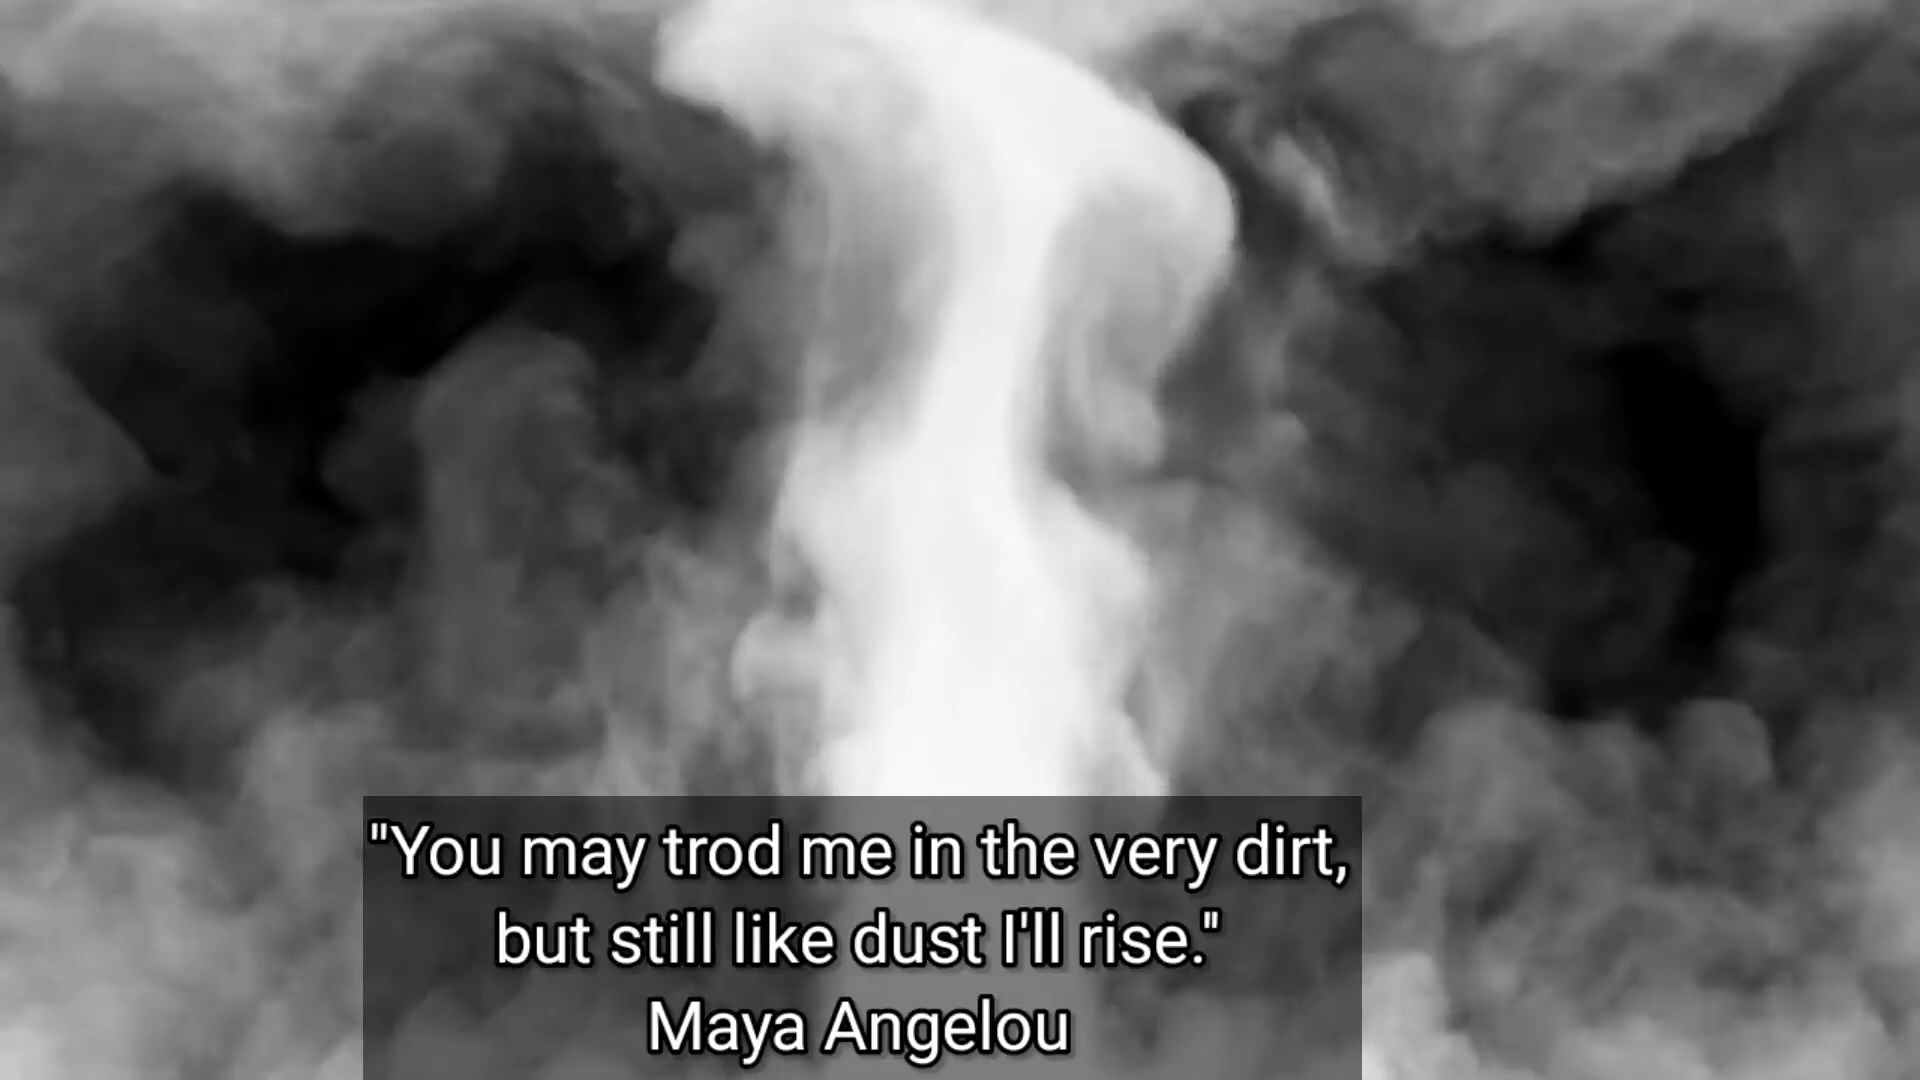 "You may trod me in the very dirt,
but still like dust I'll rise."
Maya Angelou